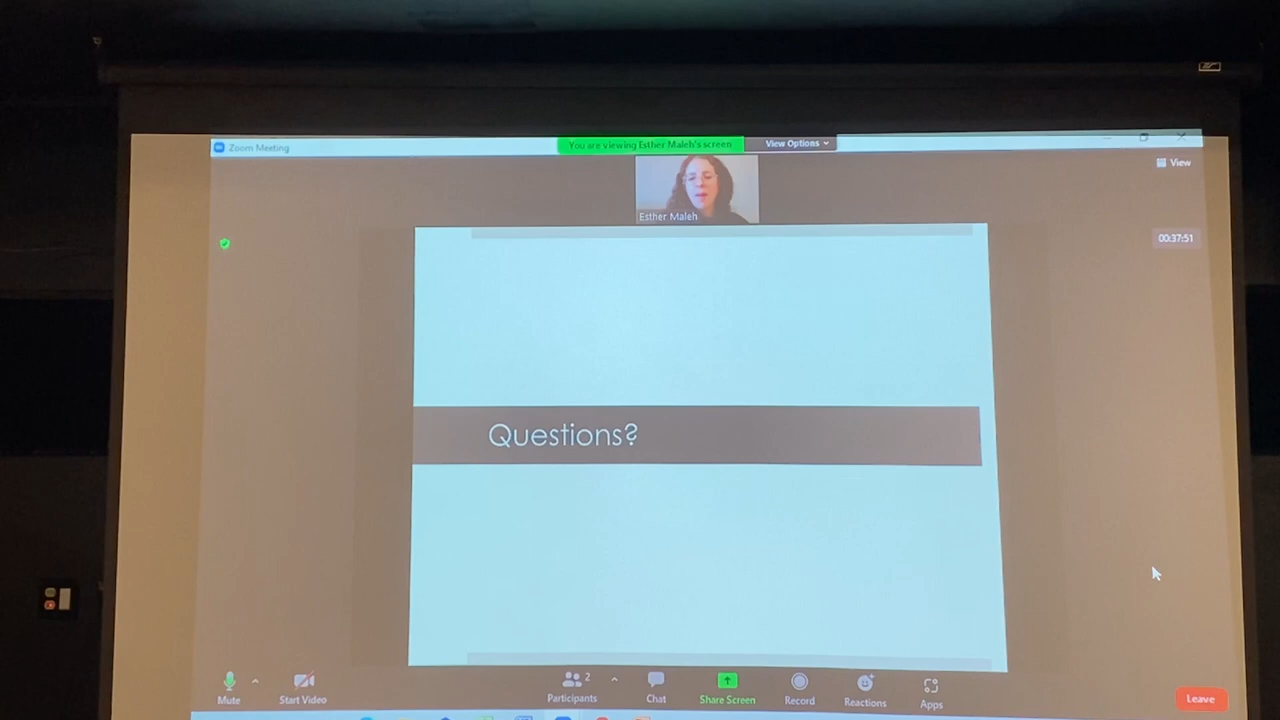 Zoom Meeting
You are viewing Esther Maleh's screen
View Options
View
Esther Maleh
00:37:51
Questions?
Mute
Start Video
Participants
2
Chat
Share Screen
Record
Reactions
Apps
Leave